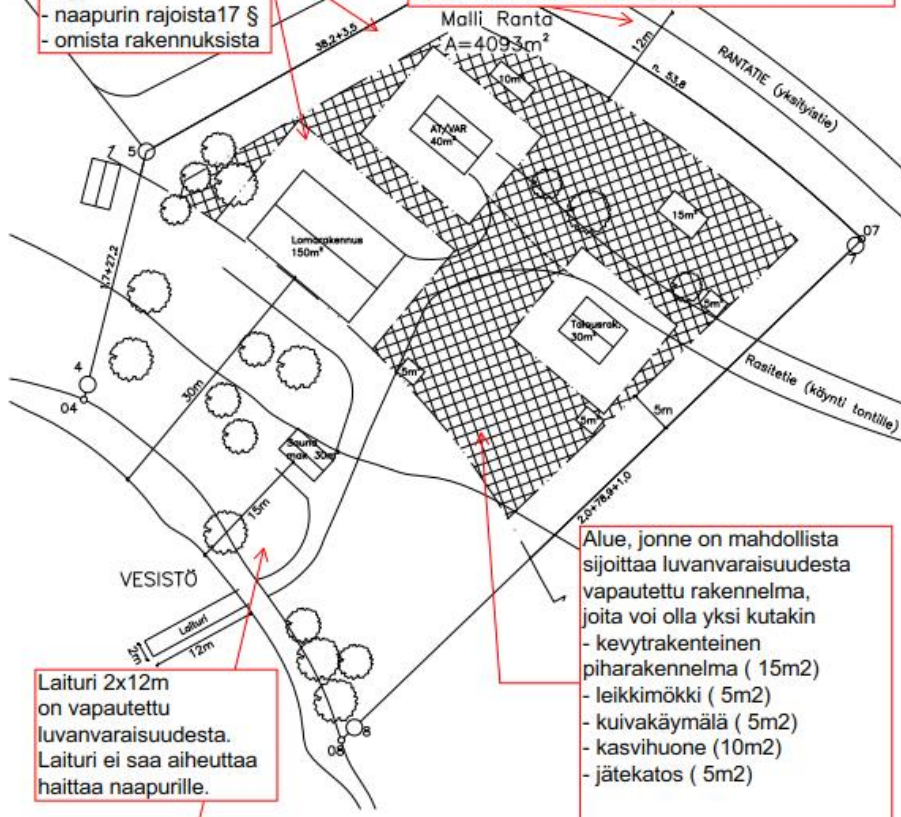 - naapurin rajoista17 §
- omista rakennuksista
Malli Ranta
A=4093m²
38,2+3,5
12m
n. 53,8
RANTATIE (yksityistie)
10m²
AT/VAR
40m²
15m²
5
07
7
Lomarakennus
150m²
5m²
Talousrak.
30m²
1,7+27,2
4
04
30m
5m²
5m²
5m
Rasitetie (käynti tontille)
Sauna
mak 30m²
15m
2,0+78,9+1,0
VESISTÖ
Laituri
2m
12m
8
08
Alue, jonne on mahdollista
sijoittaa luvanvaraisuudesta
vapautettu rakennelma,
joita voi olla yksi kutakin
- kevytrakenteinen
piharakennelma ( 15m2)
- leikkimökki ( 5m2)
- kuivakäymälä ( 5m2)
- kasvihuone (10m2)
- jätekatos ( 5m2)
Laituri 2x12m
on vapautettu
luvanvaraisuudesta.
Laituri ei saa aiheuttaa
haittaa naapurille.